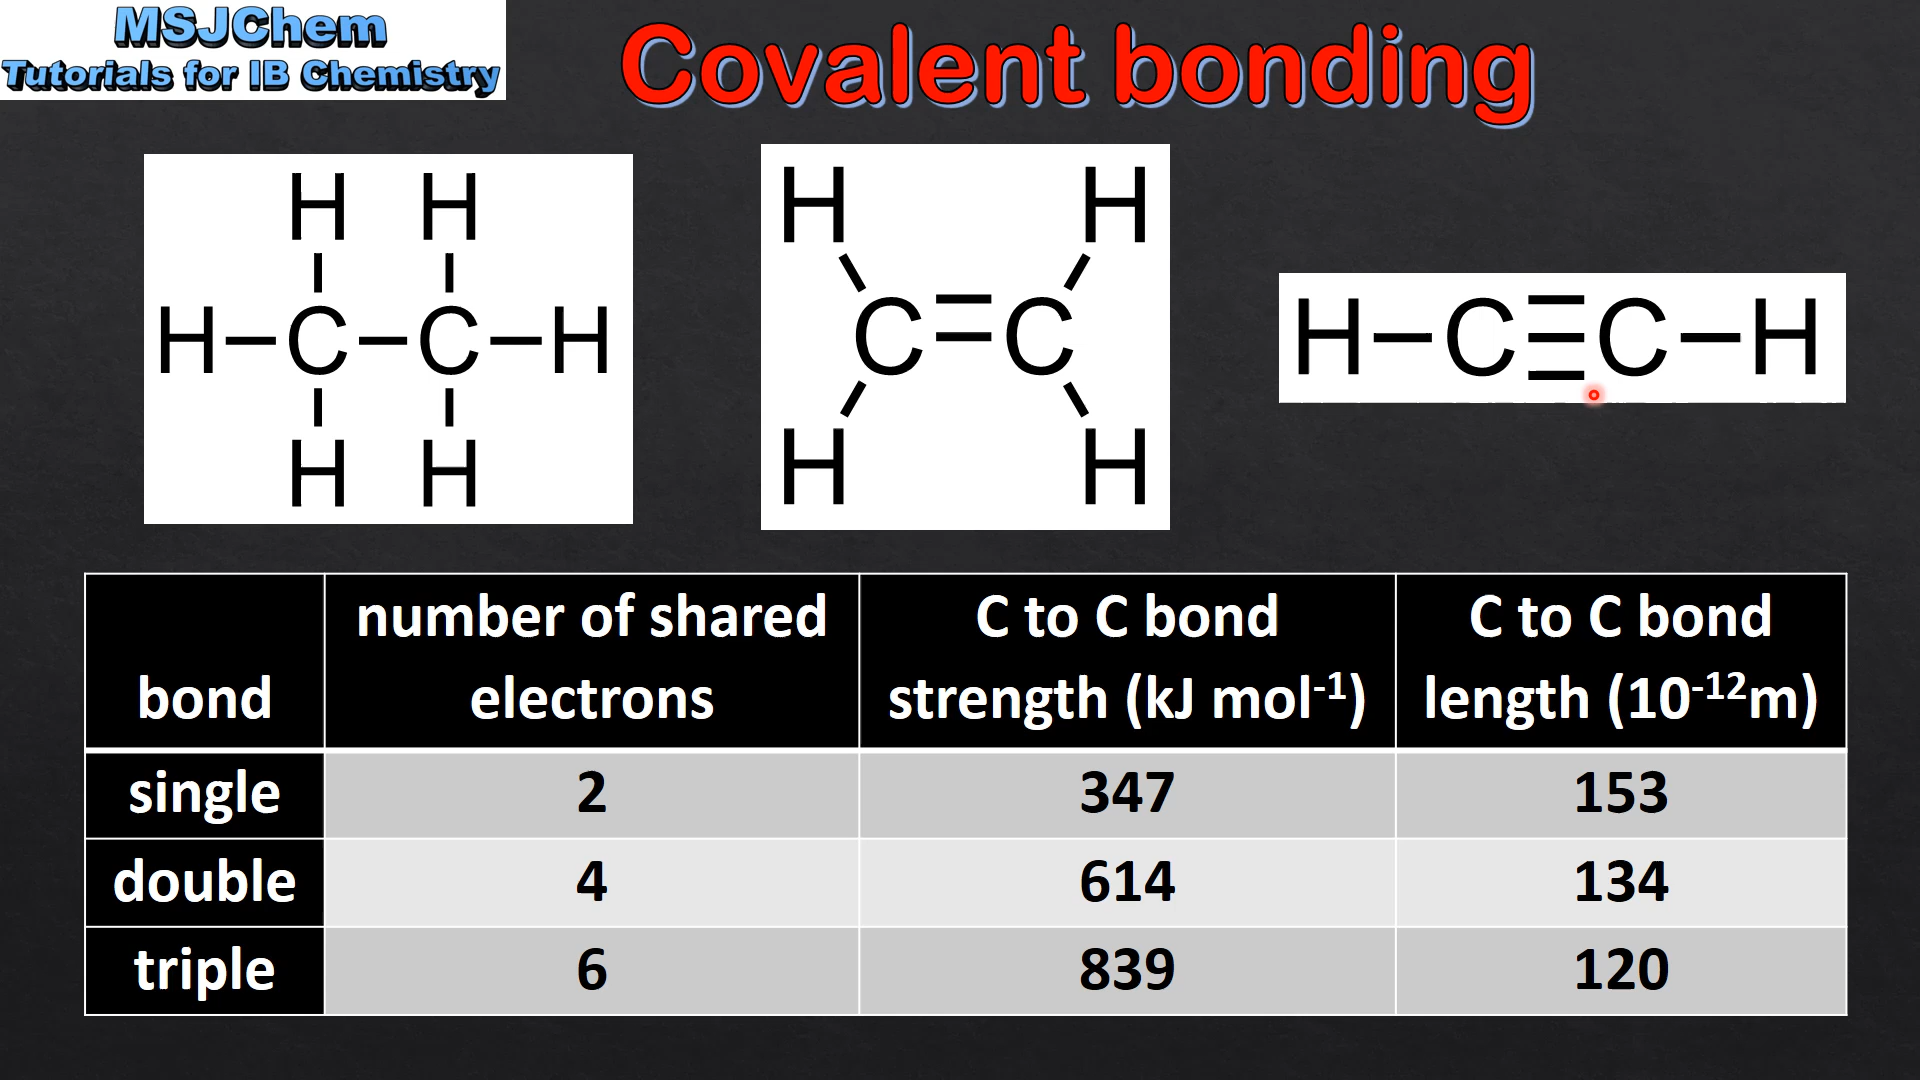 MSJChem
Tutorials for IB Chemistry
Covalent bonding
H H
H C C H
H H
H H
C C
H H
H C C H
bond
number of shared electrons
C to C bond strength (kJ mol⁻¹)
C to C bond length (10⁻¹²m)
single 2 347 153
double 4 614 134
triple 6 839 120